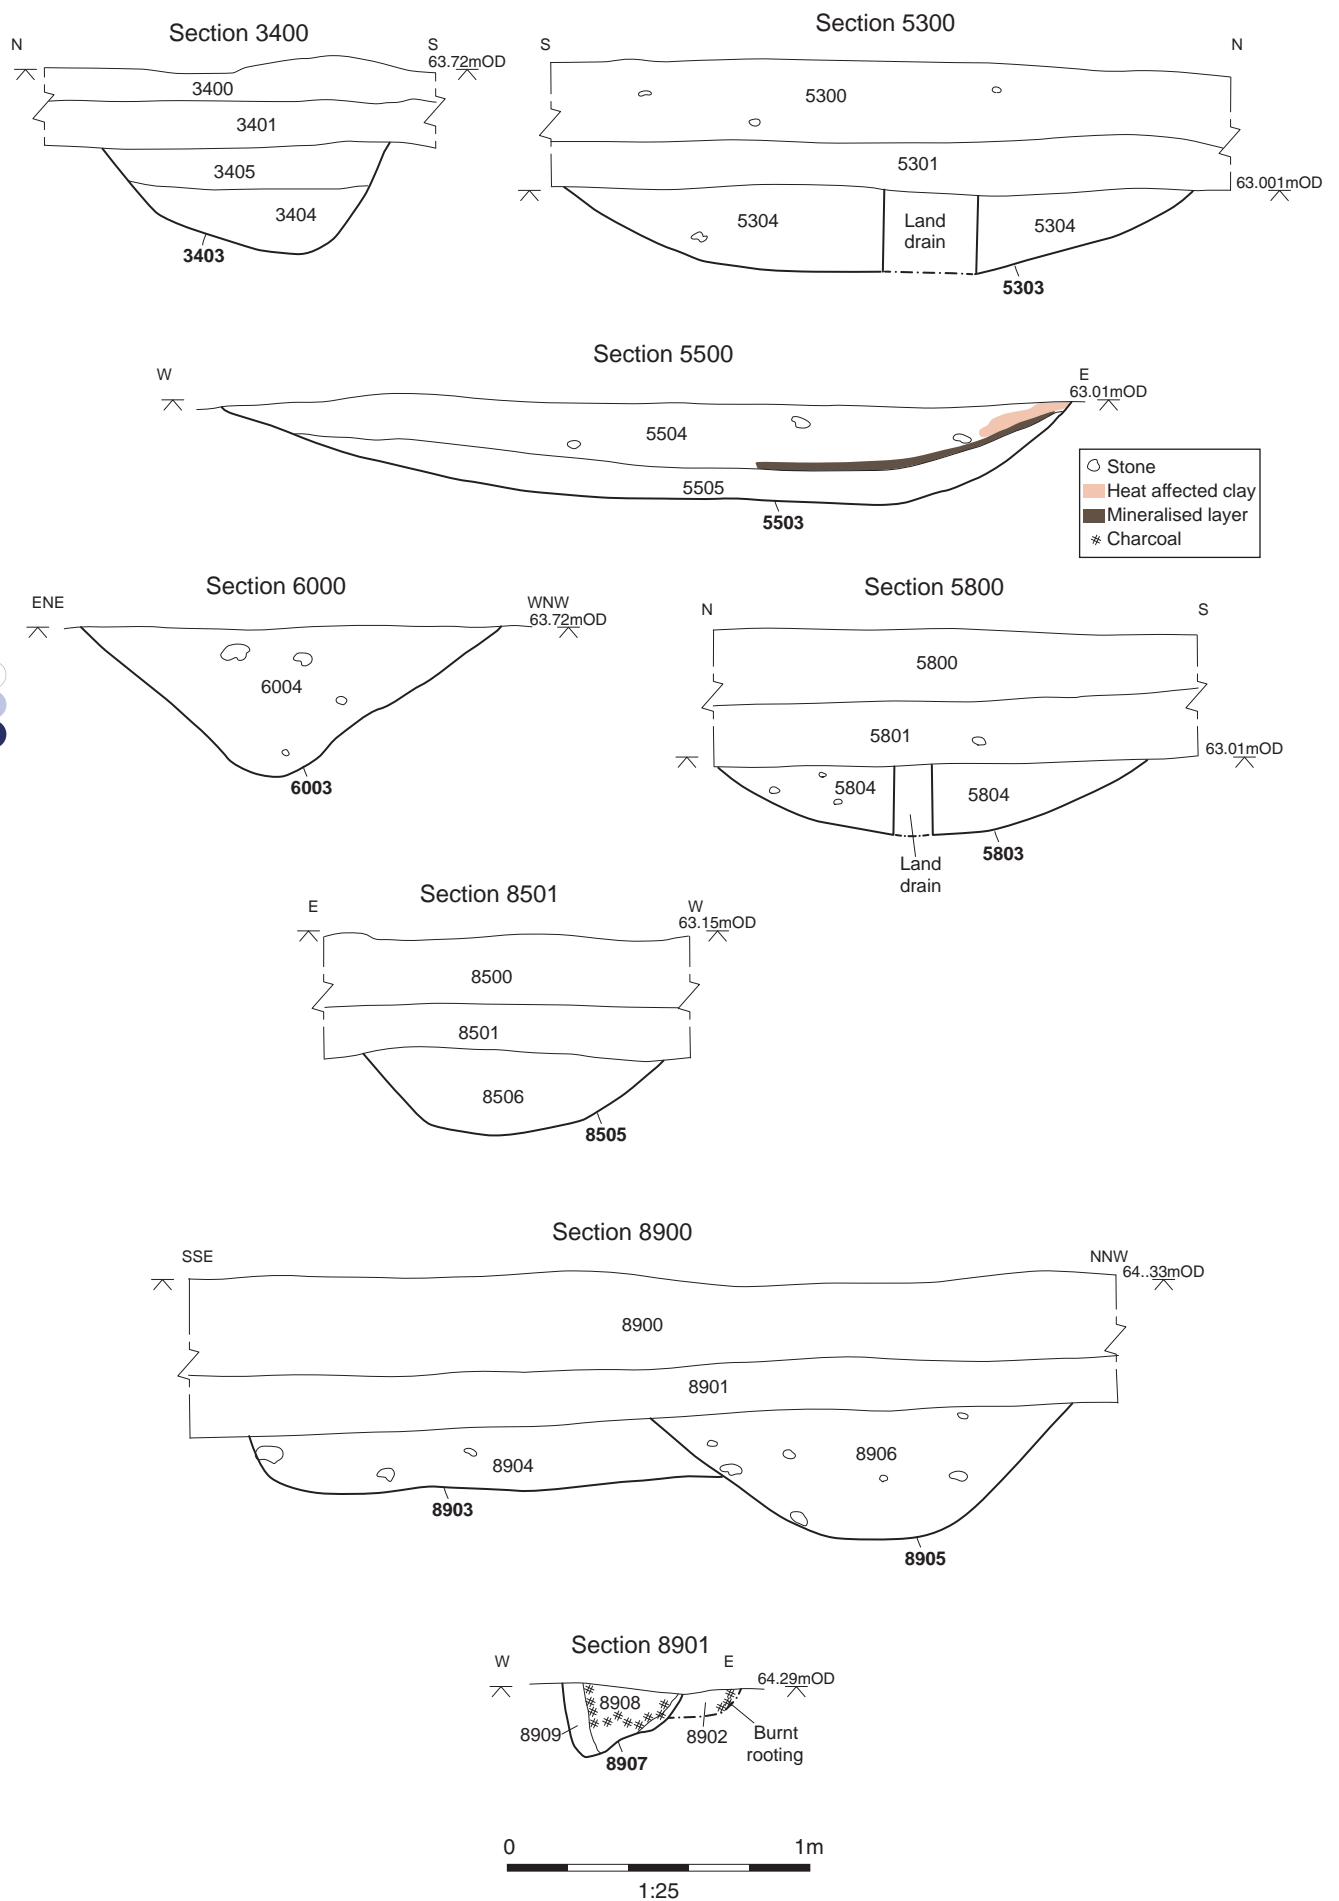 Section 3400
N
S
63.72mOD
3400
3401
3405
3404
3403
Section 5300
S
N
5300
5301
63.001mOD
5304
Land
drain
5304
5303
Section 5500
W
E
63.01mOD
5504
5505
5503
Stone
Heat affected clay
Mineralised layer
Charcoal
Section 6000
ENE
WNW
63.72mOD
6004
6003
Section 5800
N
S
5800
5801
63.01mOD
5804
5804
5803
Land
drain
Section 8501
E
W
63.15mOD
8500
8501
8506
8505
Section 8900
SSE
NNW
64..33mOD
8900
8901
8904
8906
8903
8905
Section 8901
W
E
64.29mOD
8908
8909
8902
Burnt
rooting
8907
0
1m
1:25